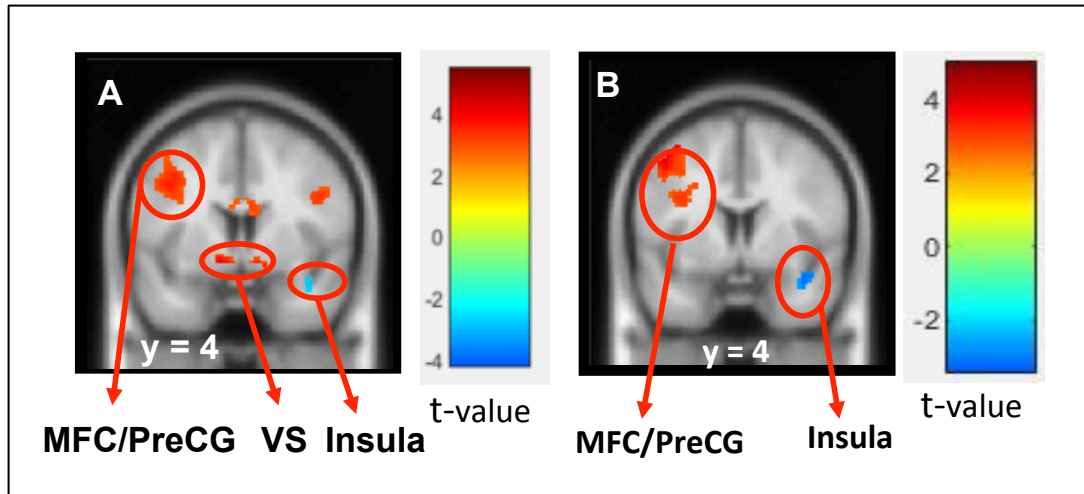 A
4
2
0
-2
-4
y = 4
t-value
MFC/PreCG VS Insula
B
4
2
0
-2
y = 4
t-value
MFC/PreCG
Insula